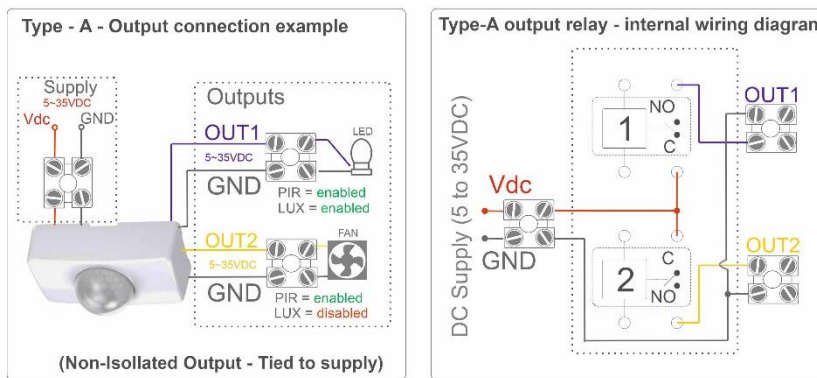 Type - A - Output connection example
Supply
5~35VDC
Vdc
GND
Outputs
OUT1
5~35VDC
GND
LED
PIR = enabled
LUX = enabled
OUT2
5~35VDC
GND
FAN
PIR = enabled
LUX = disabled
(Non-Isollated Output - Tied to supply)
Type-A output relay - internal wiring diagram
DC Supply (5 to 35VDC)
Vdc
GND
1
NO
C
2
C
NO
OUT1
OUT2